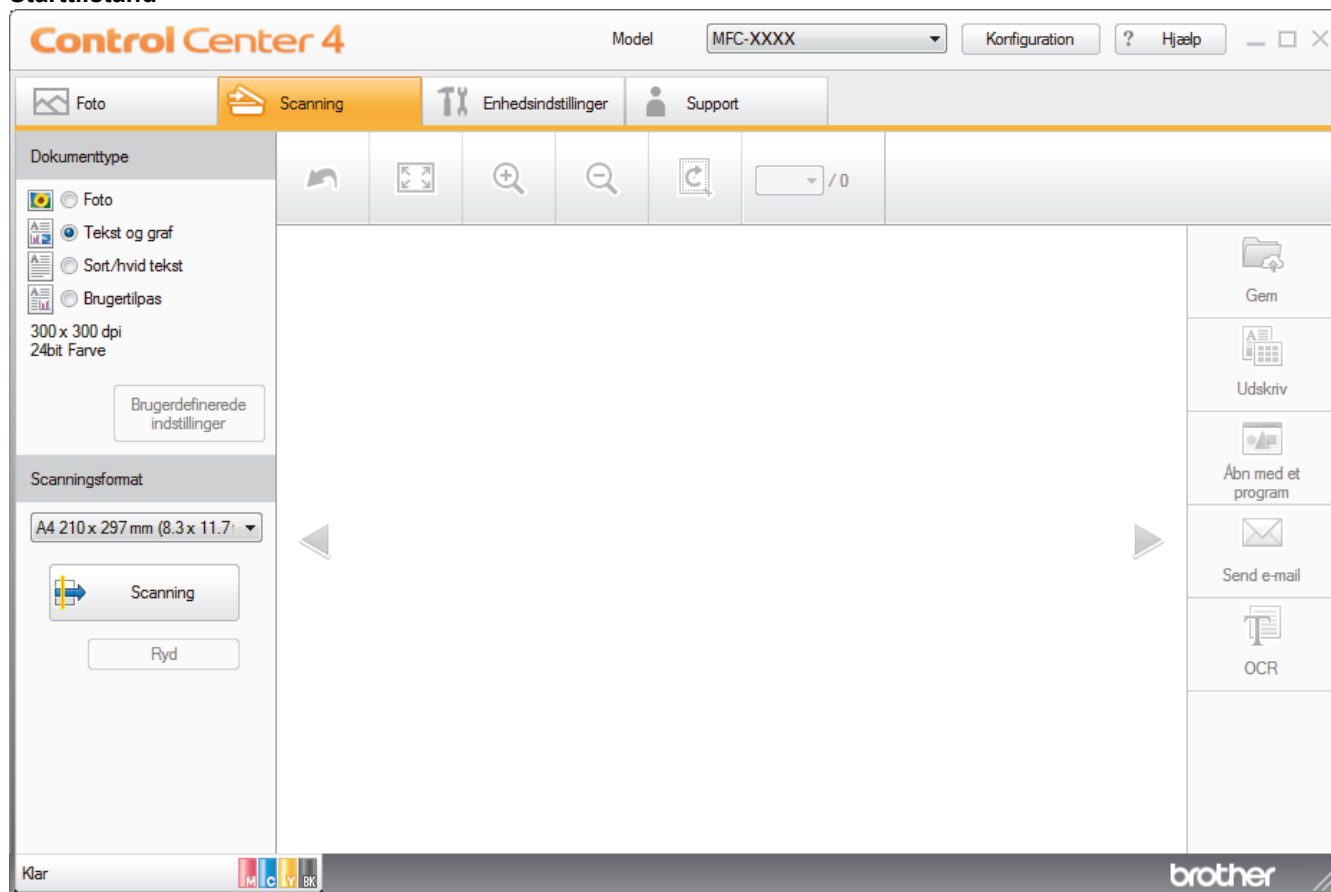 Control Center 4
Model
MFC-XXXX
Konfiguration
? Hjælp
Foto
Scanning
Enhedsindstillinger
Support
Dokumenttype
/ 0
Foto
Tekst og graf
Sort/hvid tekst
Brugertilpas
300 x 300 dpi
24bit Farve
Brugerdefinerede
indstillinger
Scanningsformat
A4 210 x 297 mm (8.3 x 11.7
Scanning
Ryd
Gem
Udskriv
Åbn med et
program
Send e-mail
OCR
Klar
M C Y BK
brother